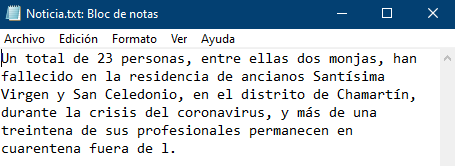 Noticia.txt: Bloc de notas
Archivo Edición Formato Ver Ayuda
Un total de 23 personas, entre ellas dos monjas, han
fallecido en la residencia de ancianos Santísima
Virgen y San Celedonio, en el distrito de Chamartín,
durante la crisis del coronavirus, y más de una
treintena de sus profesionales permanecen en
cuarentena fuera de l.